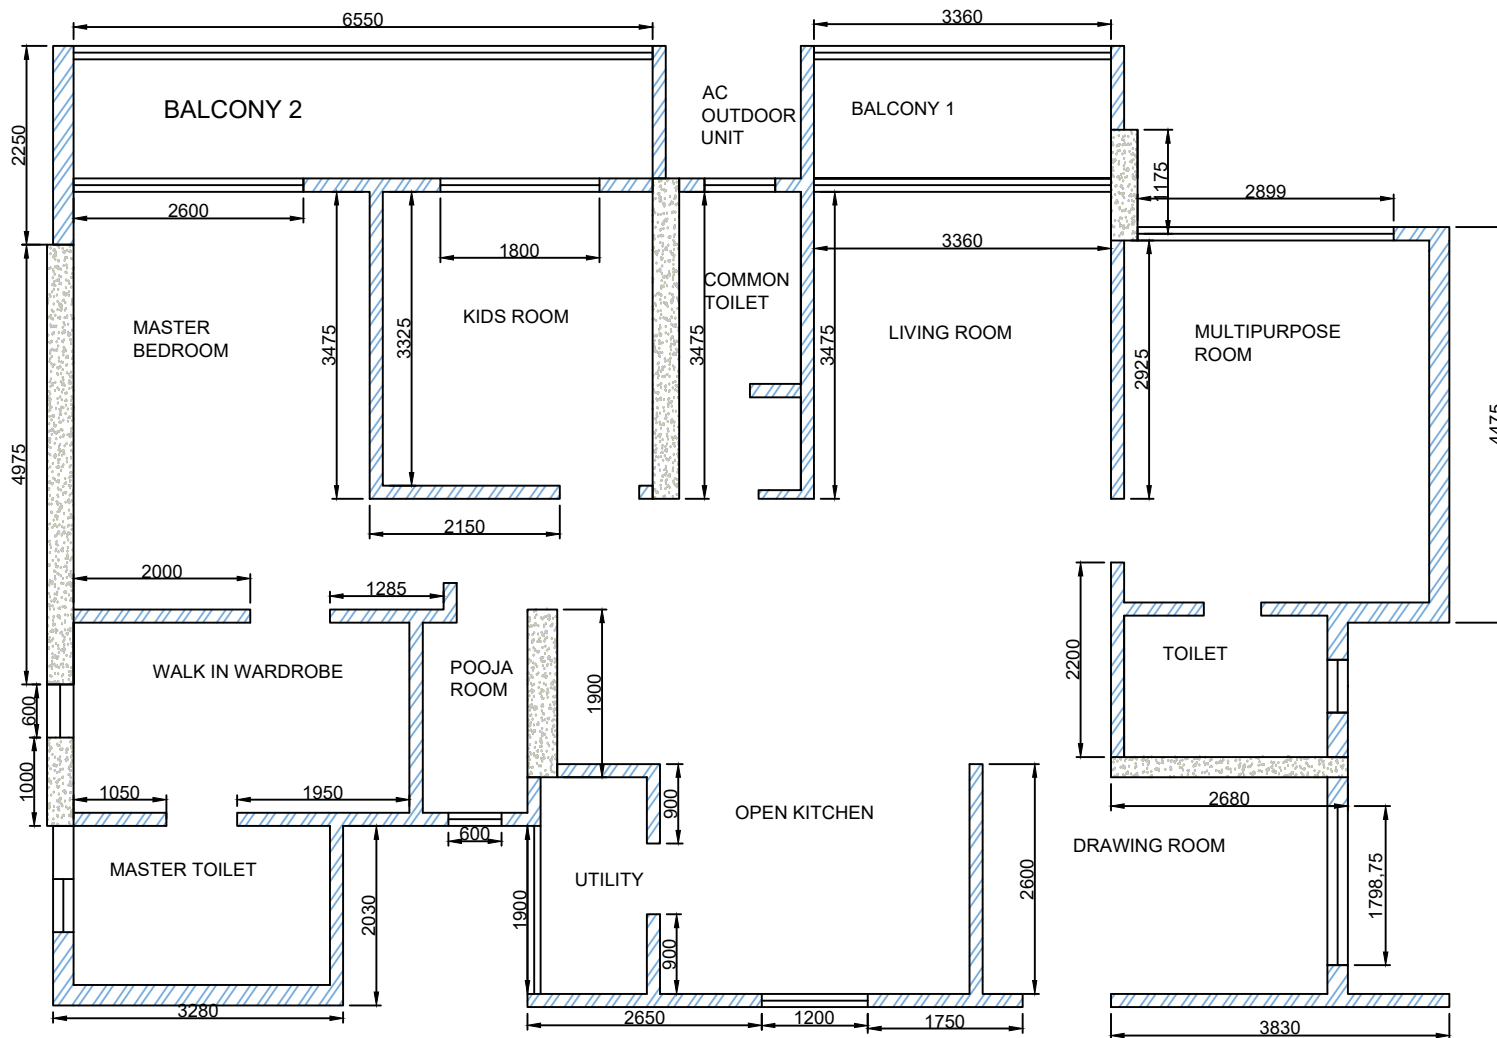 6550
3360
BALCONY 2
AC
OUTDOOR
UNIT
BALCONY 1
2250
1175
2899
2600
1800
3360
COMMON
TOILET
KIDS ROOM
MASTER
BEDROOM
LIVING ROOM
MULTIPURPOSE
ROOM
3475
3325
3475
3475
2925
4475
4975
2150
2000
1285
WALK IN WARDROBE
POOJA
ROOM
TOILET
2200
1900
600
1000
1050
1950
2680
900
OPEN KITCHEN
600
DRAWING ROOM
MASTER TOILET
UTILITY
2600
1798,75
2030
1900
900
3280
2650
1200
1750
3830